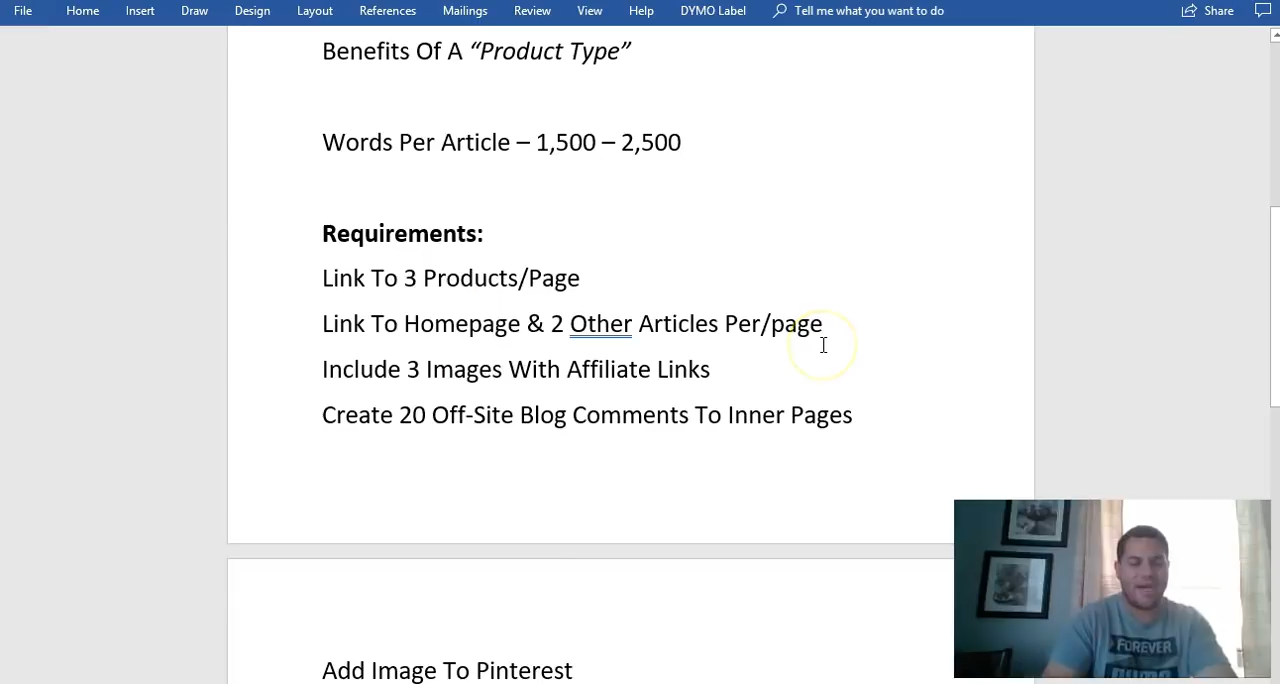 File Home Insert Draw Design Layout References Mailings Review View Help DYMO Label Tell me what you want to do Share
Benefits Of A “Product Type”
Words Per Article – 1,500 – 2,500
Requirements:
Link To 3 Products/Page
Link To Homepage & 2 Other Articles Per/page
Include 3 Images With Affiliate Links
Create 20 Off-Site Blog Comments To Inner Pages
FOREVER
Add Image To Pinterest